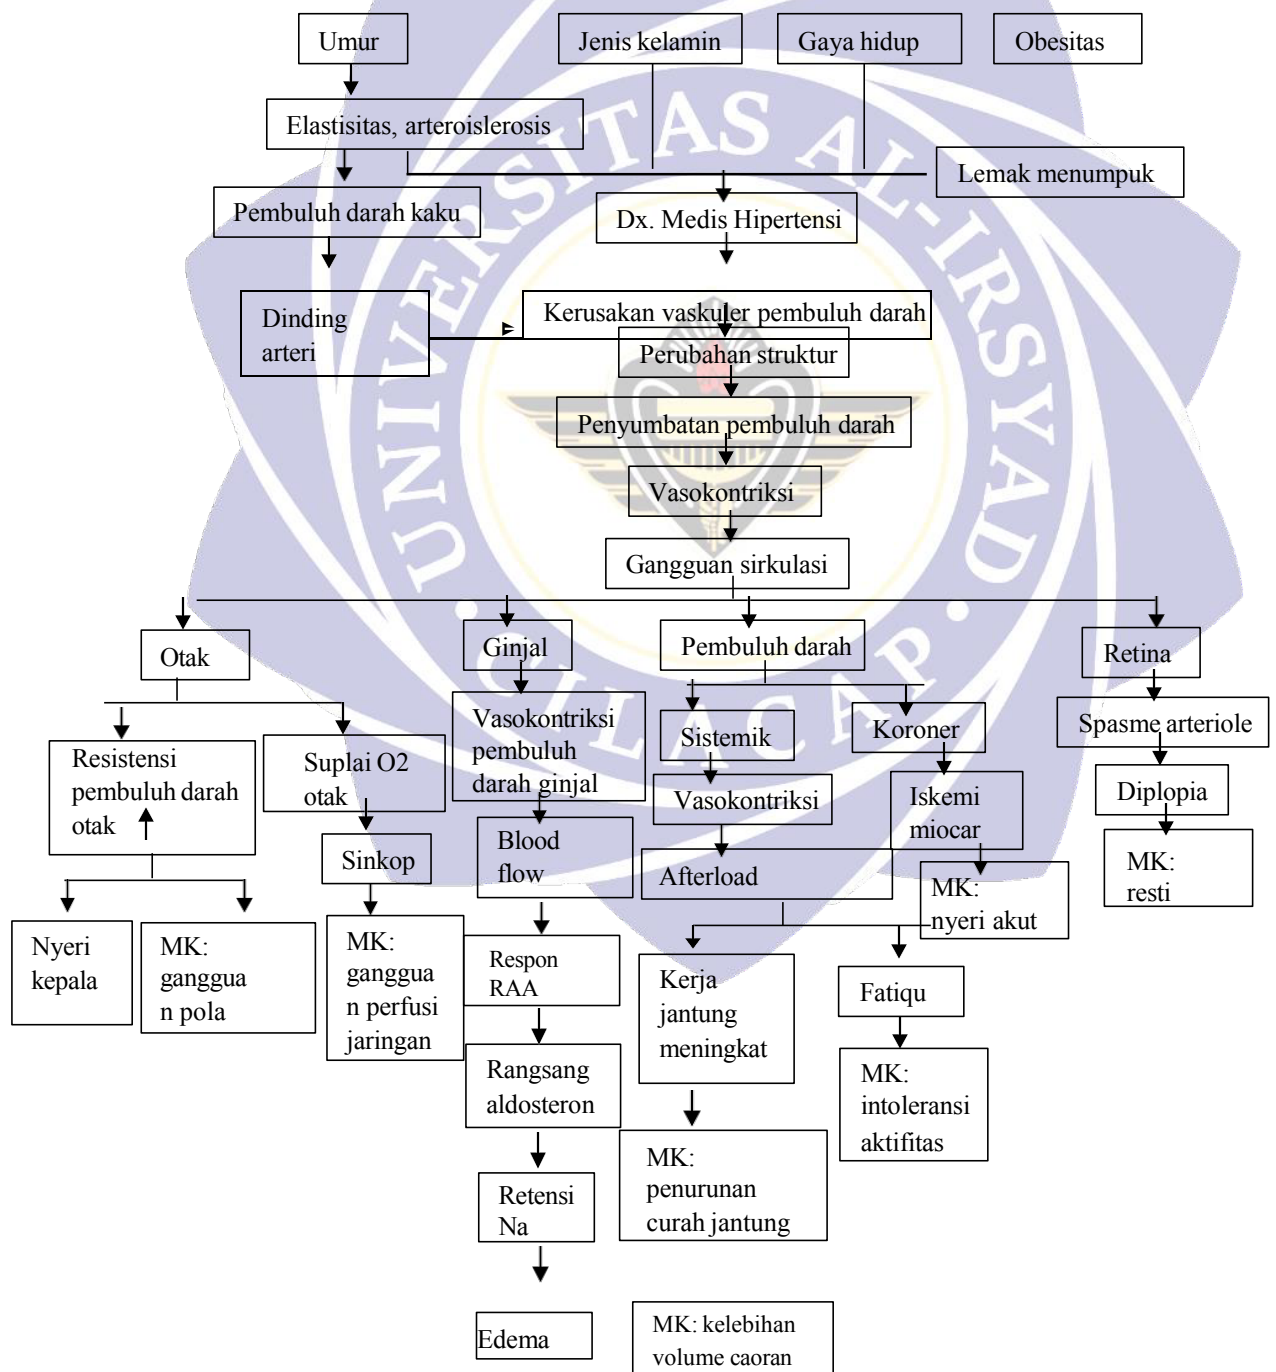 Umur
Jenis kelamin
Gaya hidup
Obesitas
Elastisitas, arteroislerosis
Lemak menumpuk
Pembuluh darah kaku
Dx. Medis Hipertensi
Dinding
arteri
Kerusakan vaskuler pembuluh darah
Perubahan struktur
Penyumbatan pembuluh darah
Vasokontriksi
Gangguan sirkulasi
Otak
Ginjal
Pembuluh darah
Retina
Resistensi
pembuluh darah
otak
Suplai O2
otak
Vasokontriksi
pembuluh
darah ginjal
Sistemik
Koroner
Spasme arteriole
Vasokontriksi
Iskemi
miocar
Diplopia
Sinkop
Blood
flow
Afterload
MK:
nyeri akut
MK:
resti
Nyeri
kepala
MK:
ganggua
n pola
MK:
ganggua
n perfusi
jaringan
Respon
RAA
Kerja
jantung
meningkat
Fatiqu
Rangsang
aldosteron
MK:
intoleransi
aktifitas
MK:
penurunan
curah jantung
Retensi
Na
Edema
MK: kelebihan
volume caoran
UNIVERSITAS AL-IRSYAD
CILACAP